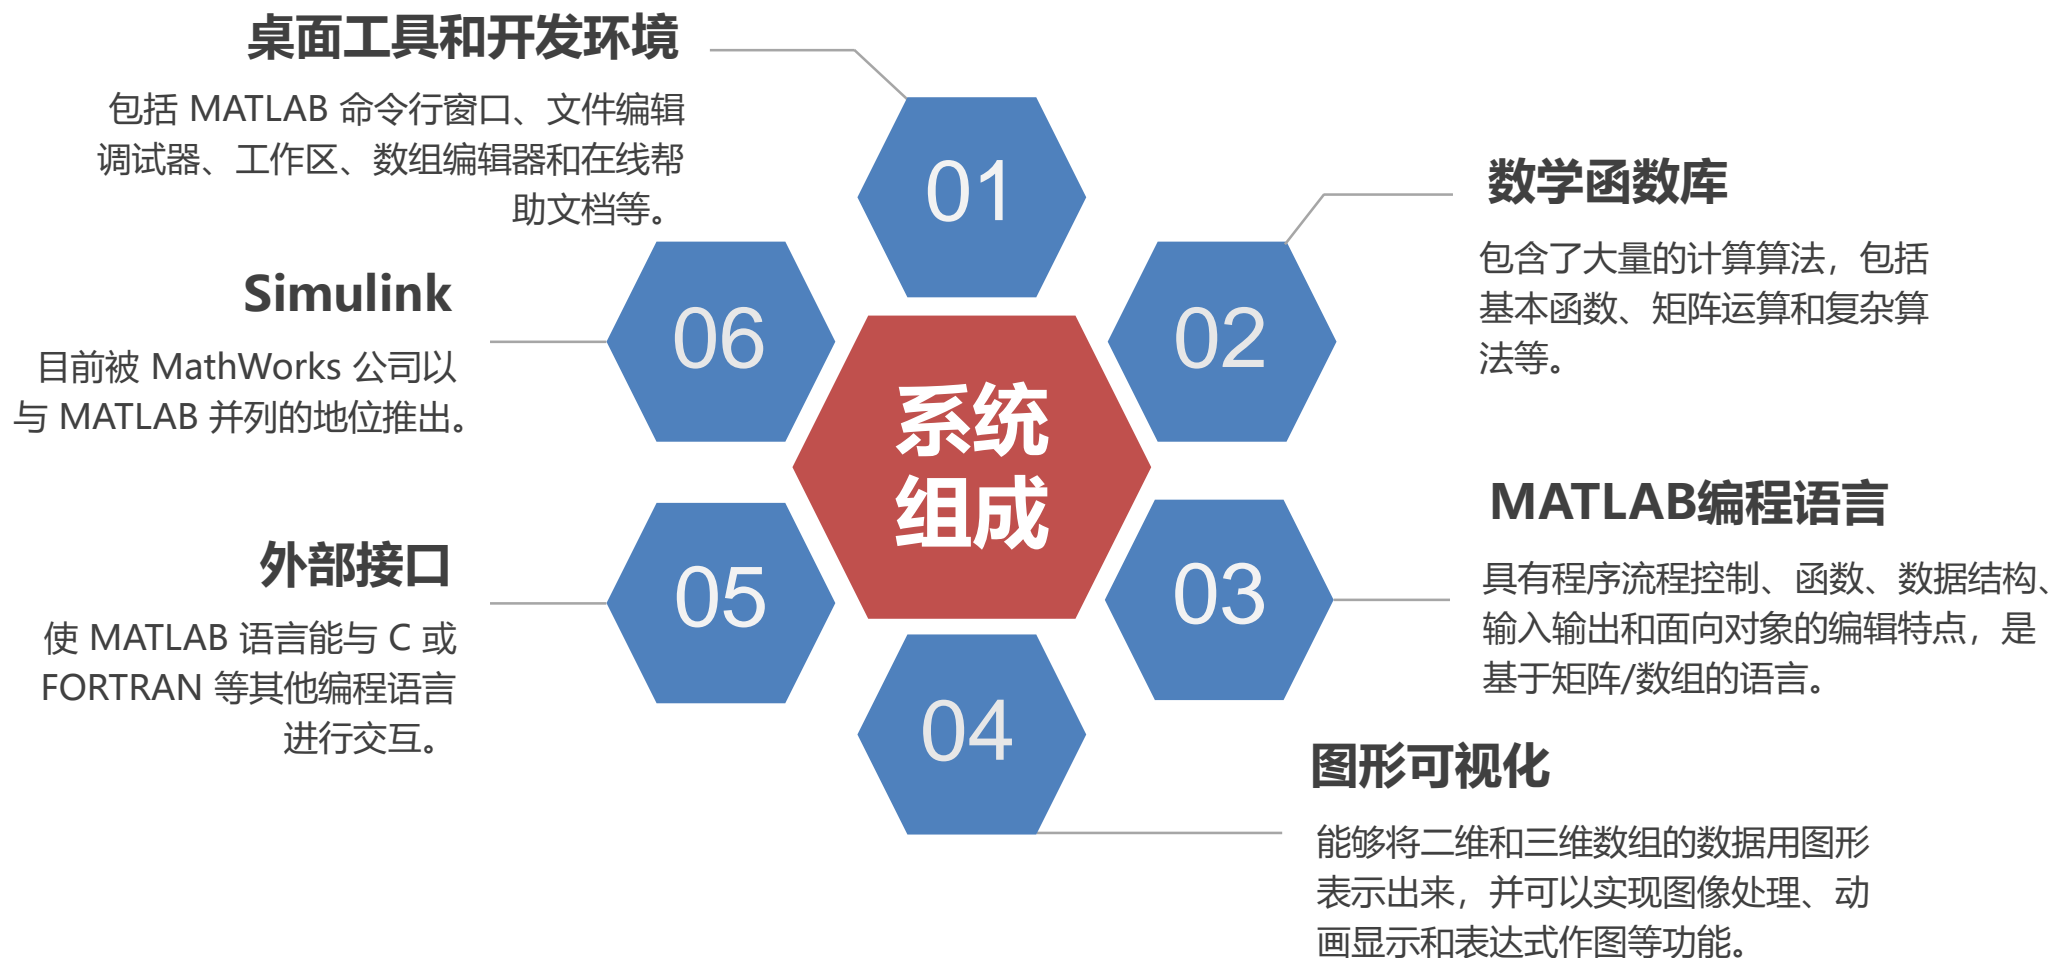 桌面工具和开发环境
包括 MATLAB 命令行窗口、文件编辑
调试器、工作区、数组编辑器和在线帮
助文档等。
01
数学函数库
包含了大量的计算算法，包括
基本函数、矩阵运算和复杂算
法等。
02
MATLAB编程语言
具有程序流程控制、函数、数据结构、
输入输出和面向对象的编辑特点，是
基于矩阵/数组的语言。
03
图形可视化
能够将二维和三维数组的数据用图形
表示出来，并可以实现图像处理、动
画显示和表达式作图等功能。
04
外部接口
使 MATLAB 语言能与 C 或
FORTRAN 等其他编程语言
进行交互。
05
Simulink
目前被 MathWorks 公司以
与 MATLAB 并列的地位推出。
06
系统
组成